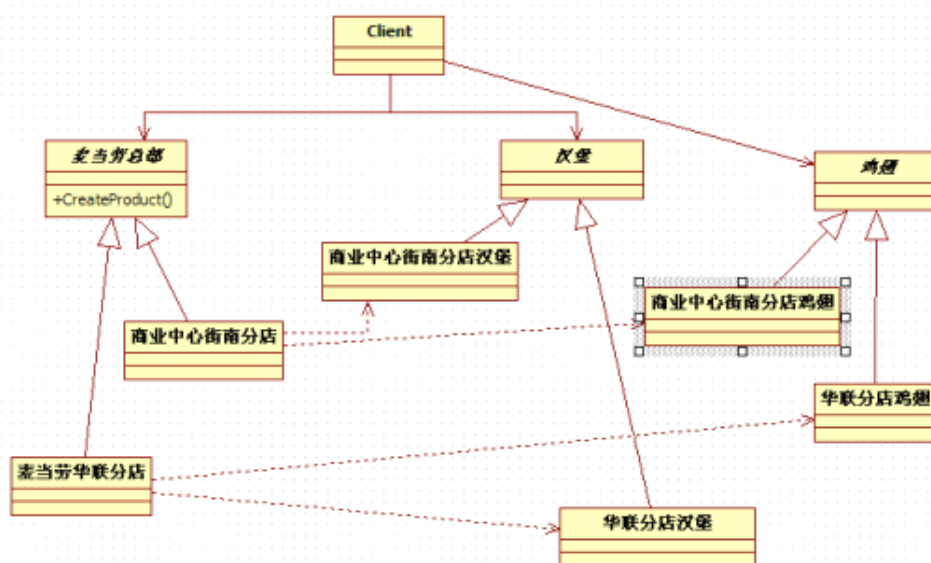 Client
麦当劳总部
+CreateProduct()
汉堡
鸡翅
商业中心街南分店汉堡
商业中心街南分店鸡翅
商业中心街南分店
华联分店鸡翅
麦当劳华联分店
华联分店汉堡